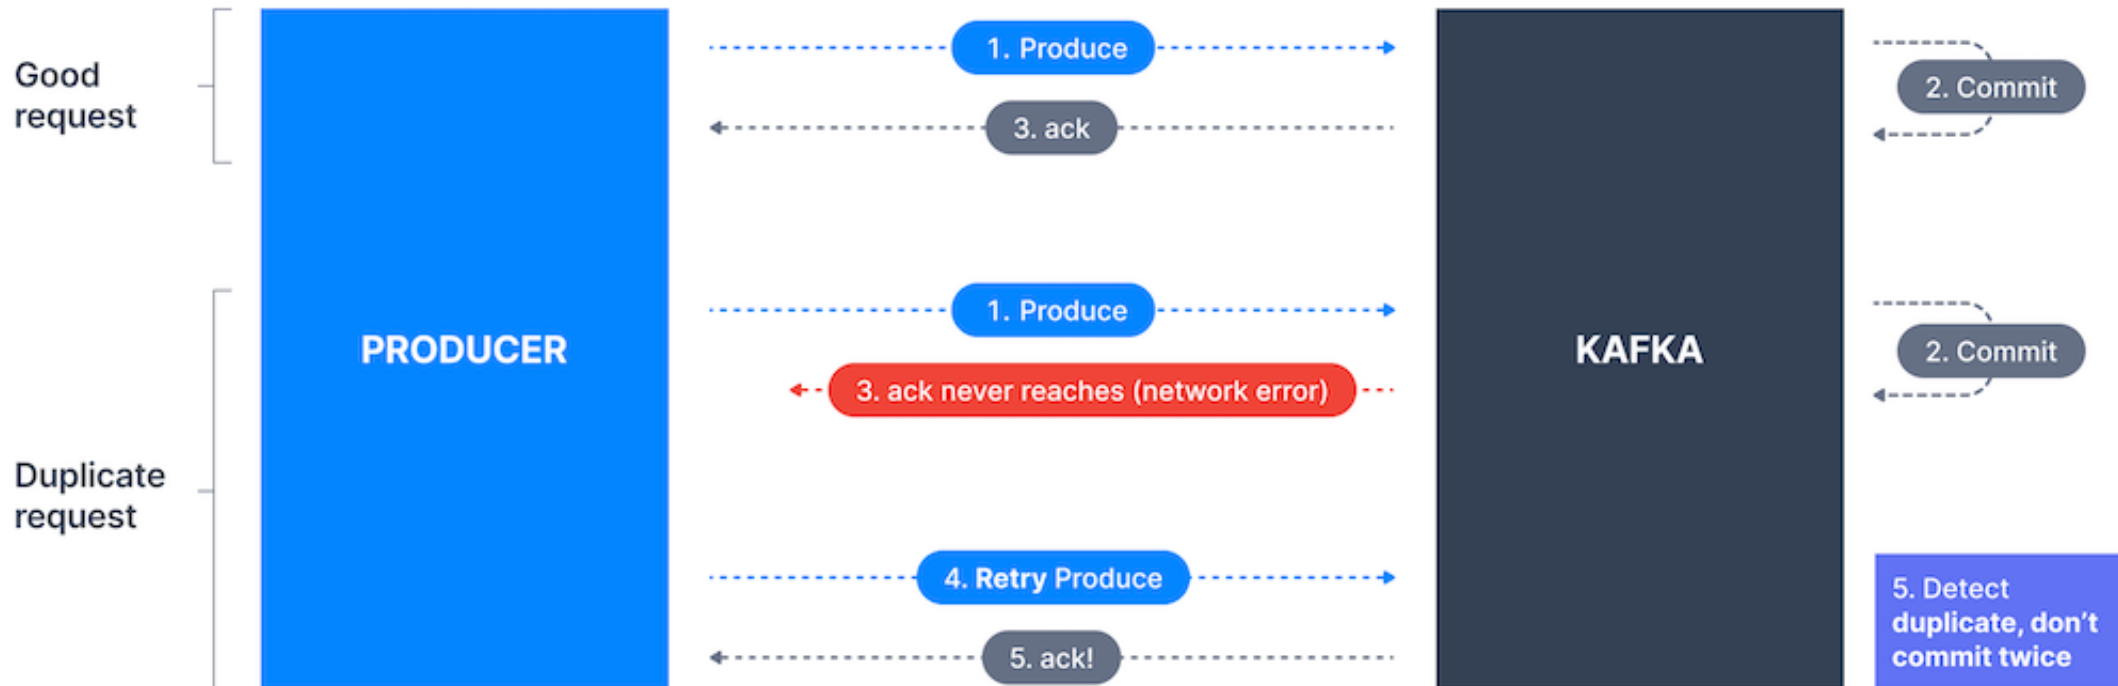 Good
request
1. Produce
2. Commit
3. ack
PRODUCER
KAFKA
1. Produce
2. Commit
3. ack never reaches (network error)
Duplicate
request
4. Retry Produce
5. Detect
duplicate, don't
commit twice
5. ack!